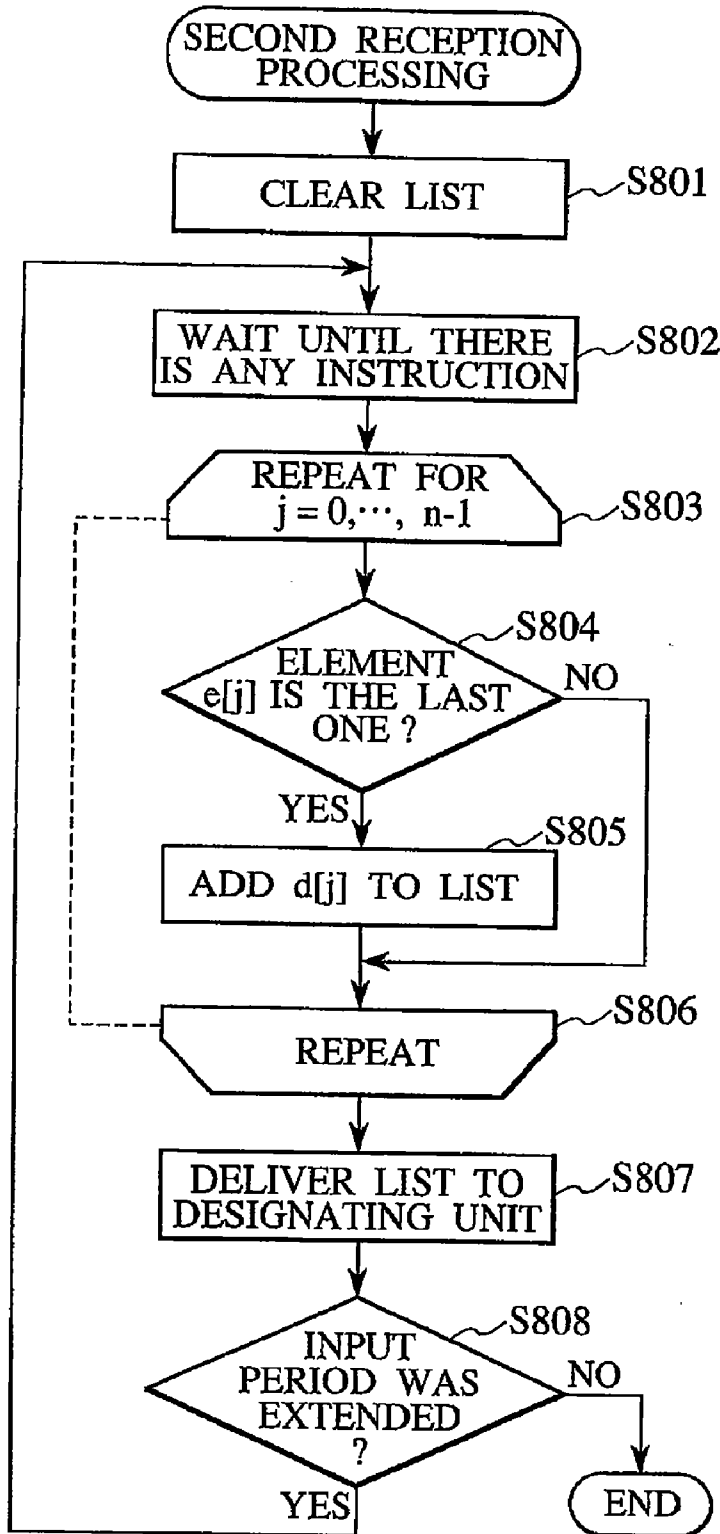 SECOND RECEPTION
PROCESSING
CLEAR LIST
S801
WAIT UNTIL THERE
IS ANY INSTRUCTION
S802
REPEAT FOR
j = 0,···, n-1
S803
S804
ELEMENT
e[j] IS THE LAST
ONE ?
NO
YES
S805
ADD d[j] TO LIST
S806
REPEAT
DELIVER LIST TO
DESIGNATING UNIT
S807
S808
INPUT
PERIOD WAS
EXTENDED
?
NO
YES
END